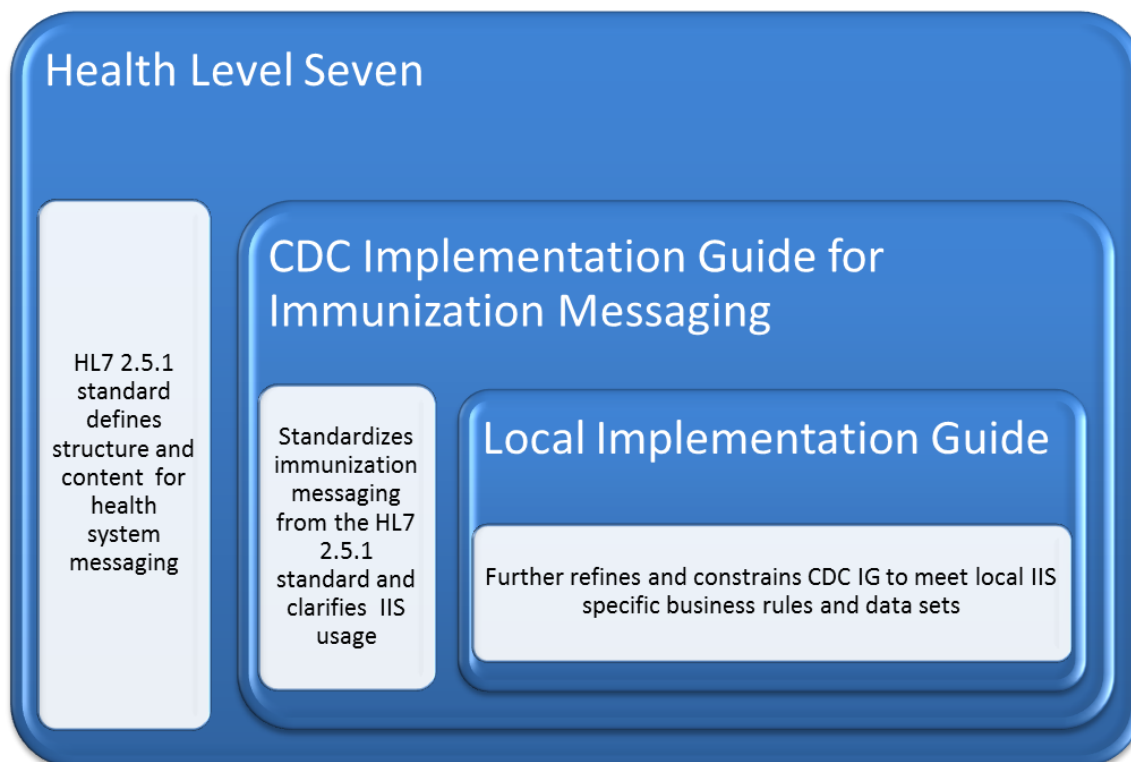 Health Level Seven
HL7 2.5.1
standard
defines
structure and
content for
health
system
messaging
CDC Implementation Guide for
Immunization Messaging
Standardizes
immunization
messaging
from the HL7
2.5.1
standard and
clarifies IIS
usage
Local Implementation Guide
Further refines and constrains CDC IG to meet local IIS
specific business rules and data sets